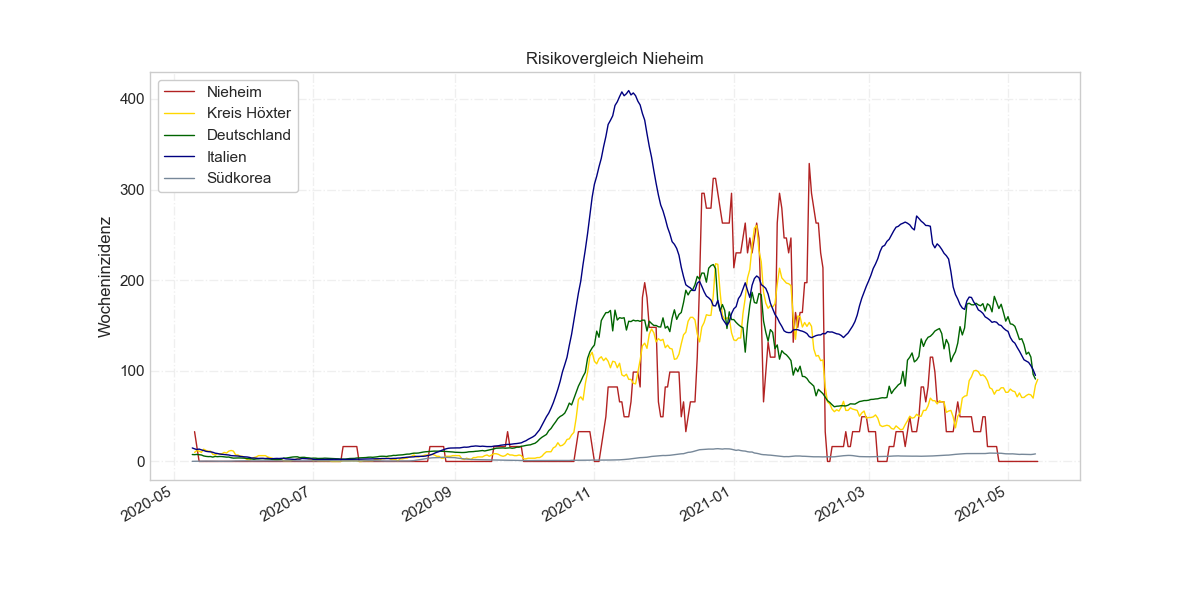 Risikovergleich Nieheim
Nieheim
Kreis Höxter
Deutschland
Italien
Südkorea
Wocheninzidenz
400
300
200
100
0
2020-05
2020-07
2020-09
2020-11
2021-01
2021-03
2021-05